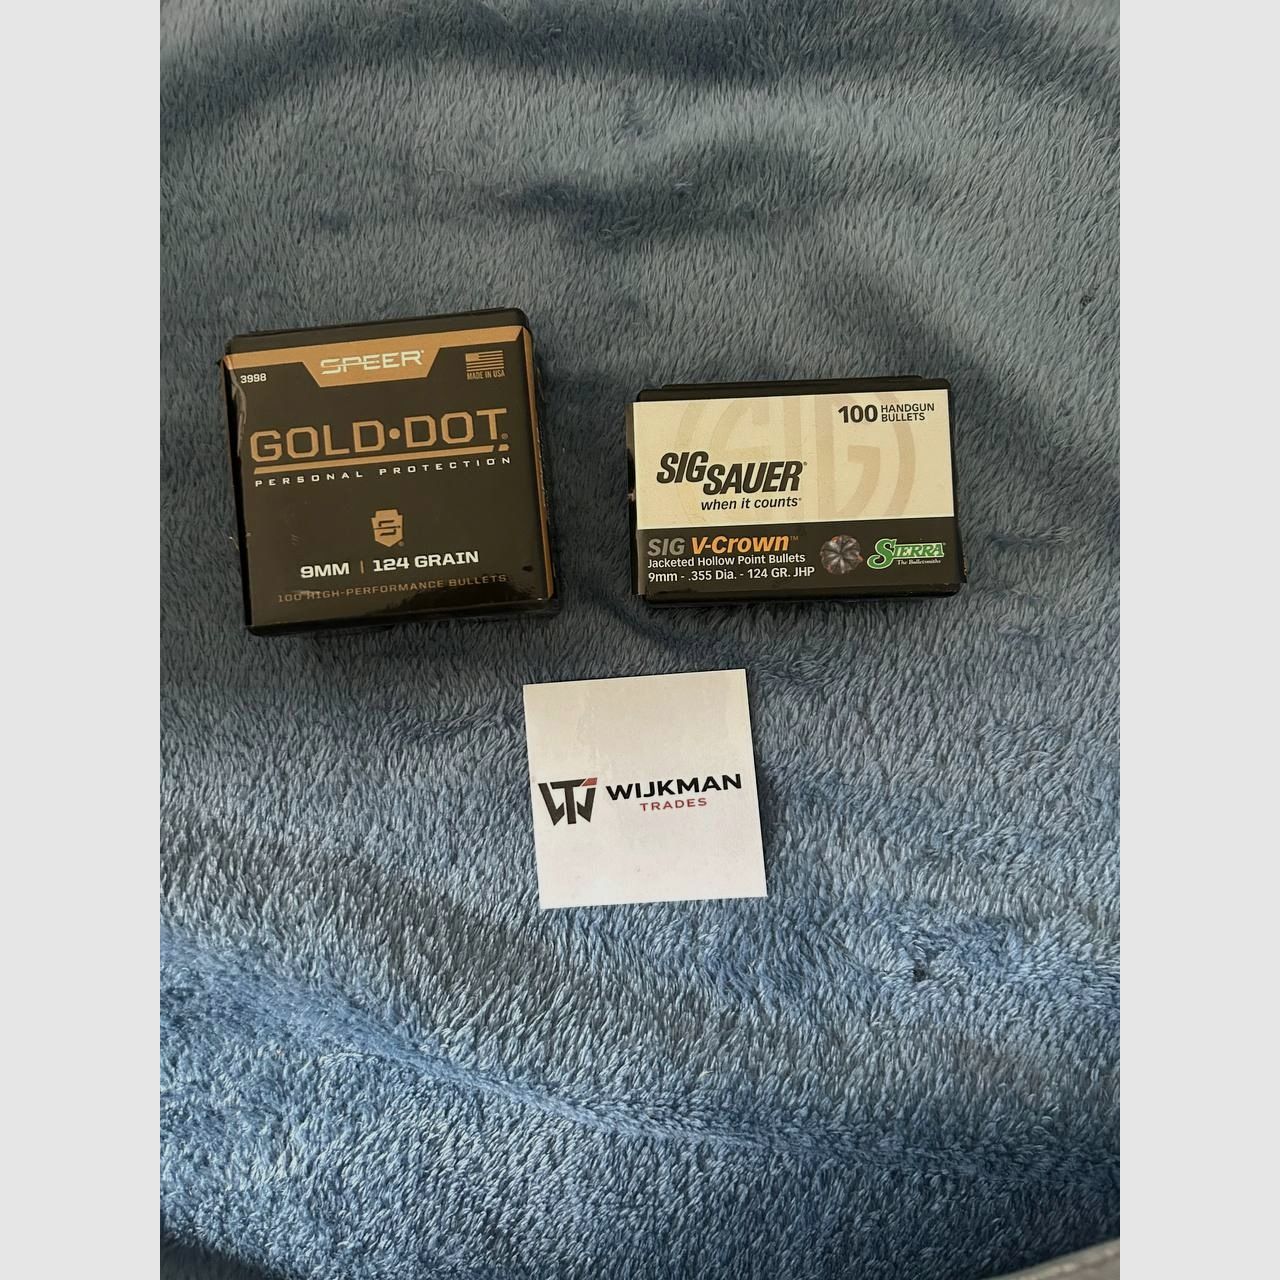 SPEER
3998
MADE IN USA
GOLD·DOT®
PERSONAL PROTECTION
9MM | 124 GRAIN
100 HIGH-PERFORMANCE BULLETS
100 HANDGUN
BULLETS
SIG SAUER®
when it counts®
SIG V-Crown™
Jacketed Hollow Point Bullets
9mm - .355 Dia. - 124 GR. JHP
SIERRA
The Bulletsmiths
WIJKMAN
TRADES